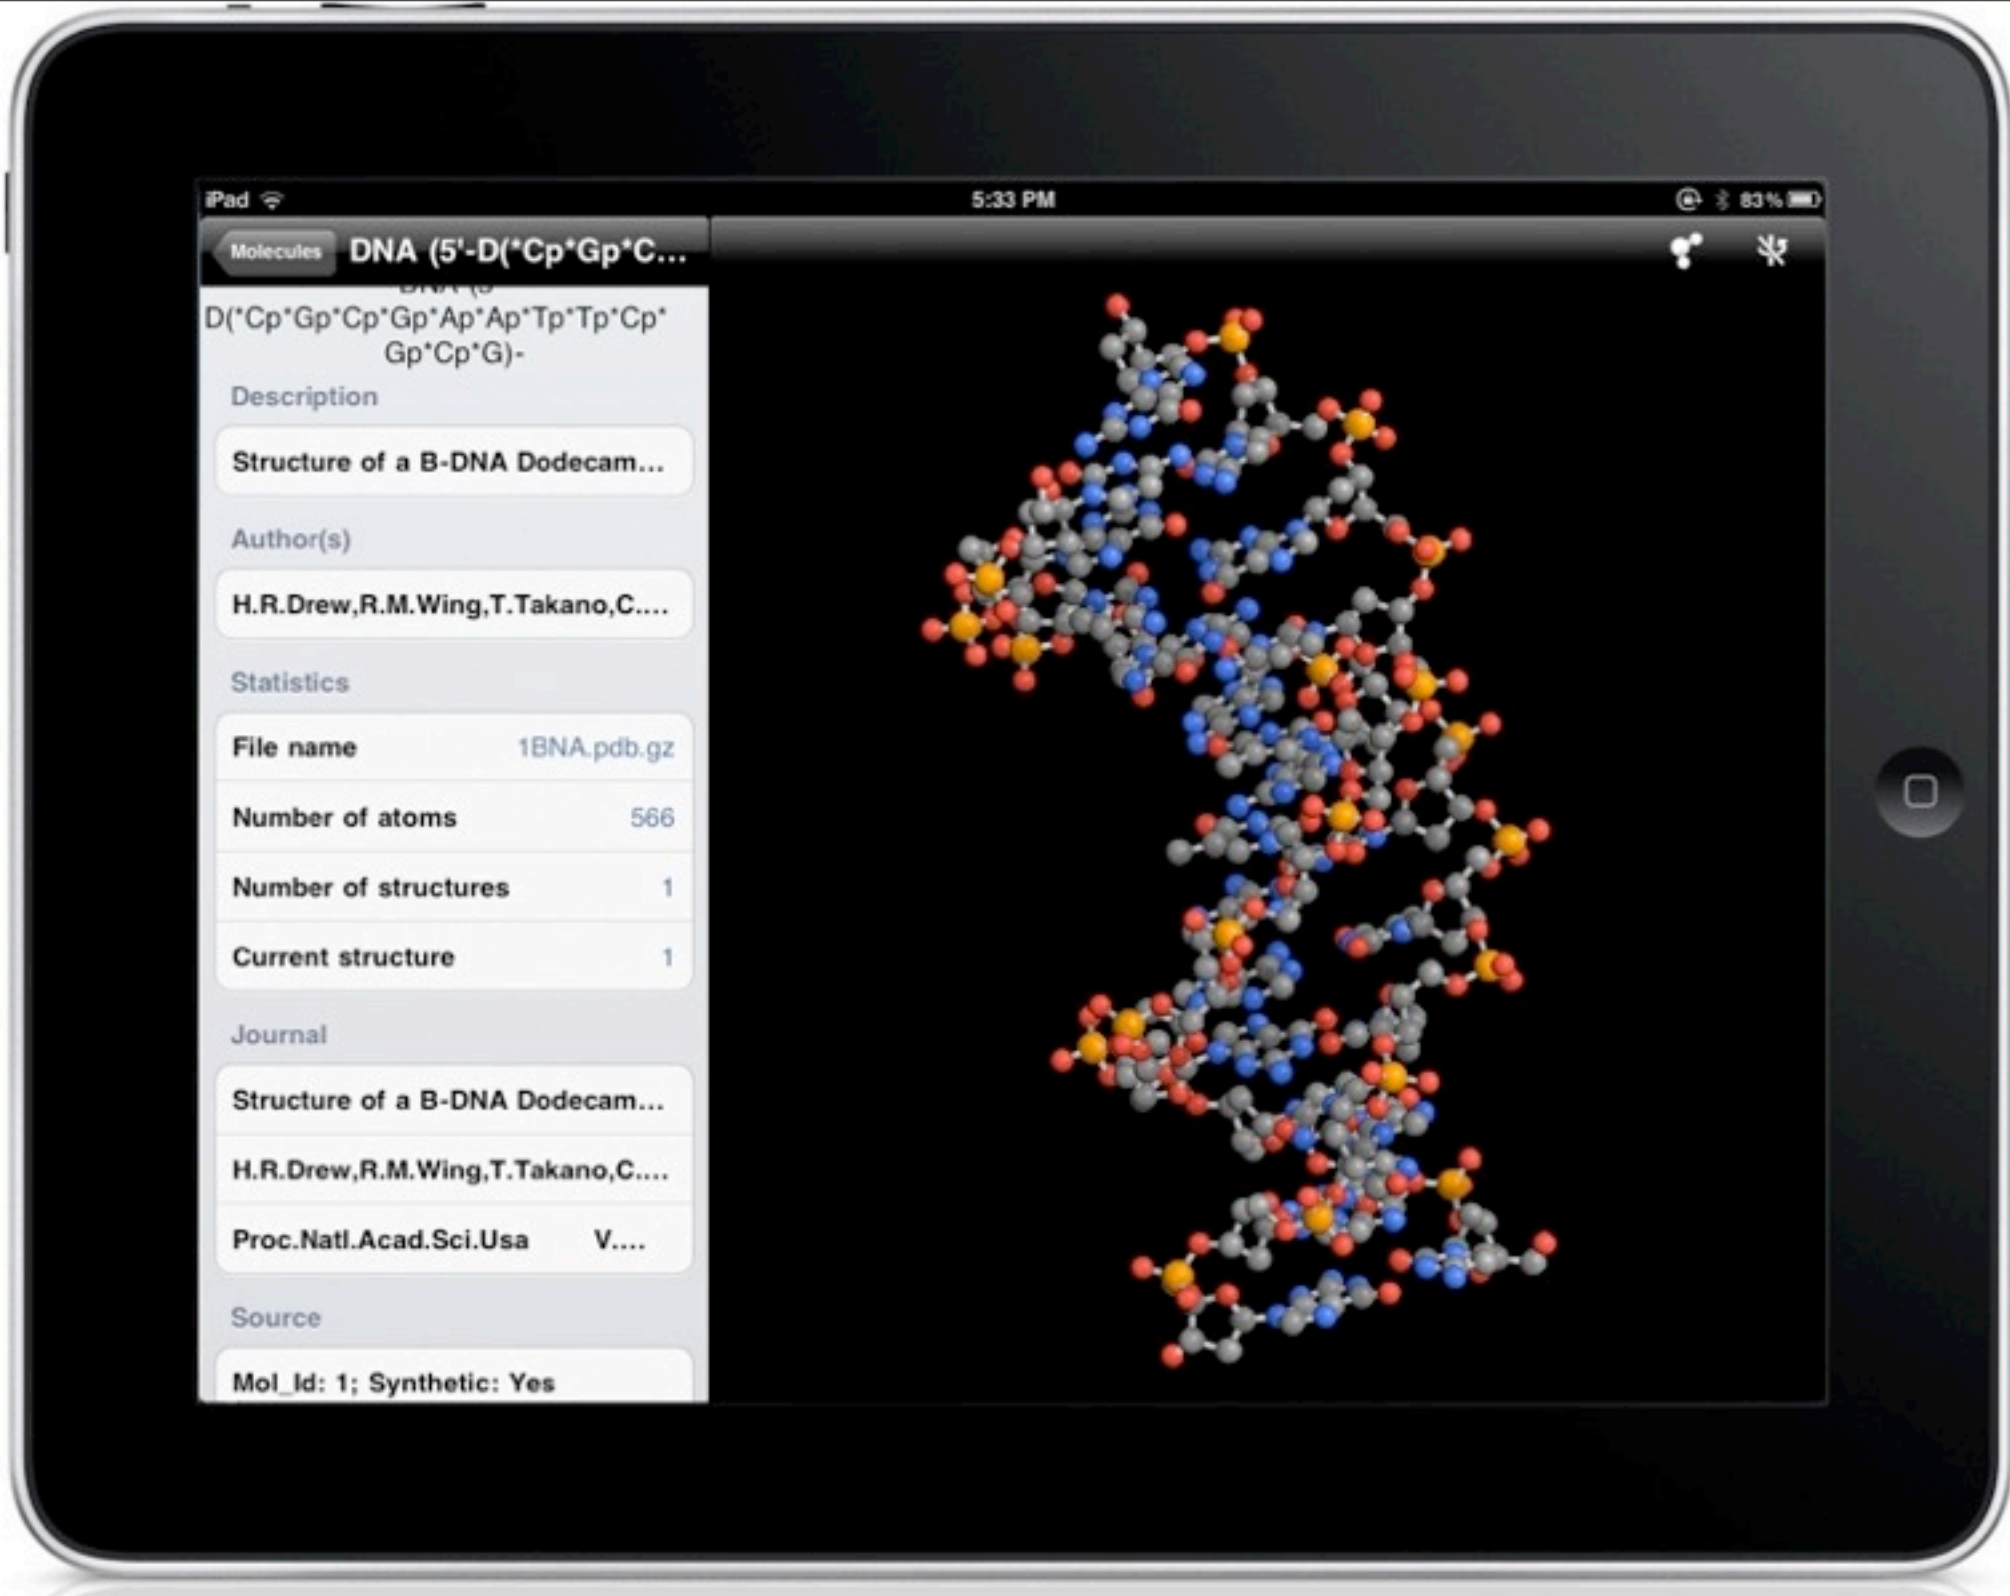 iPad 5:33 PM 83%
Molecules DNA (5'-D(*Cp*Gp*C...
DNA (5'-
D(*Cp*Gp*Cp*Gp*Ap*Ap*Tp*Tp*Cp*
Gp*Cp*G)-
Description
Structure of a B-DNA Dodecam...
Author(s)
H.R.Drew,R.M.Wing,T.Takano,C....
Statistics
File name 1BNA.pdb.gz
Number of atoms 566
Number of structures 1
Current structure 1
Journal
Structure of a B-DNA Dodecam...
H.R.Drew,R.M.Wing,T.Takano,C....
Proc.Natl.Acad.Sci.Usa V....
Source
Mol_Id: 1; Synthetic: Yes